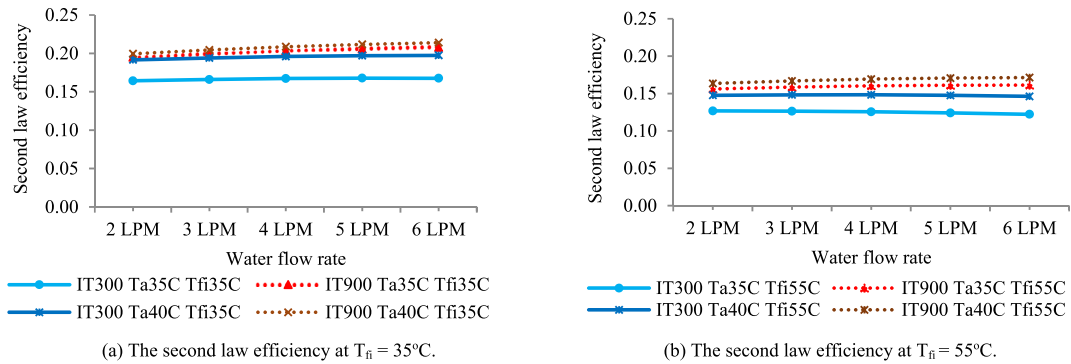 Second law efficiency
0.25
0.20
0.15
0.10
0.05
0.00
2 LPM 3 LPM 4 LPM 5 LPM 6 LPM
Water flow rate
IT300 Ta35C Tfi35C IT900 Ta35C Tfi35C
IT300 Ta40C Tfi35C IT900 Ta40C Tfi35C
(a) The second law efficiency at Tfi = 35°C.
Second law efficiency
0.25
0.20
0.15
0.10
0.05
0.00
2 LPM 3 LPM 4 LPM 5 LPM 6 LPM
Water flow rate
IT300 Ta35C Tfi55C IT900 Ta35C Tfi55C
IT300 Ta40C Tfi55C IT900 Ta40C Tfi55C
(b) The second law efficiency at Tfi = 55°C.